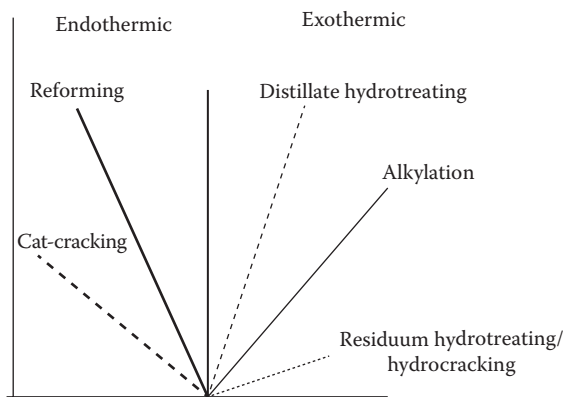 Endothermic
Exothermic
Reforming
Distillate hydrotreating
Alkylation
Cat-cracking
Residuum hydrotreating/
hydrocracking